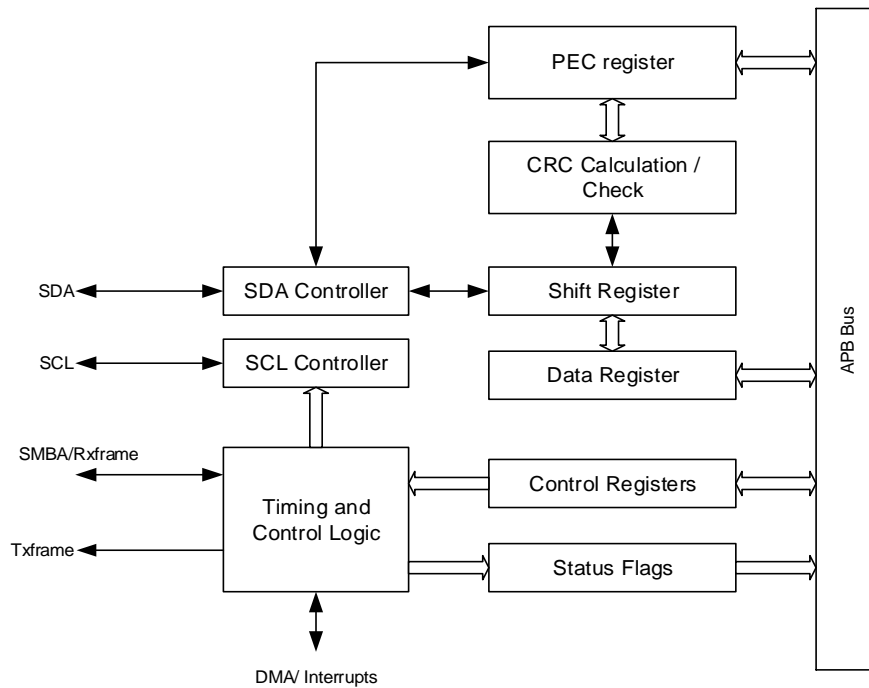 PEC register
CRC Calculation /
Check
SDA
SDA Controller
Shift Register
SCL
SCL Controller
Data Register
APB Bus
SMBA/Rxframe
Timing and
Control Logic
Control Registers
Txframe
Status Flags
DMA/ Interrupts